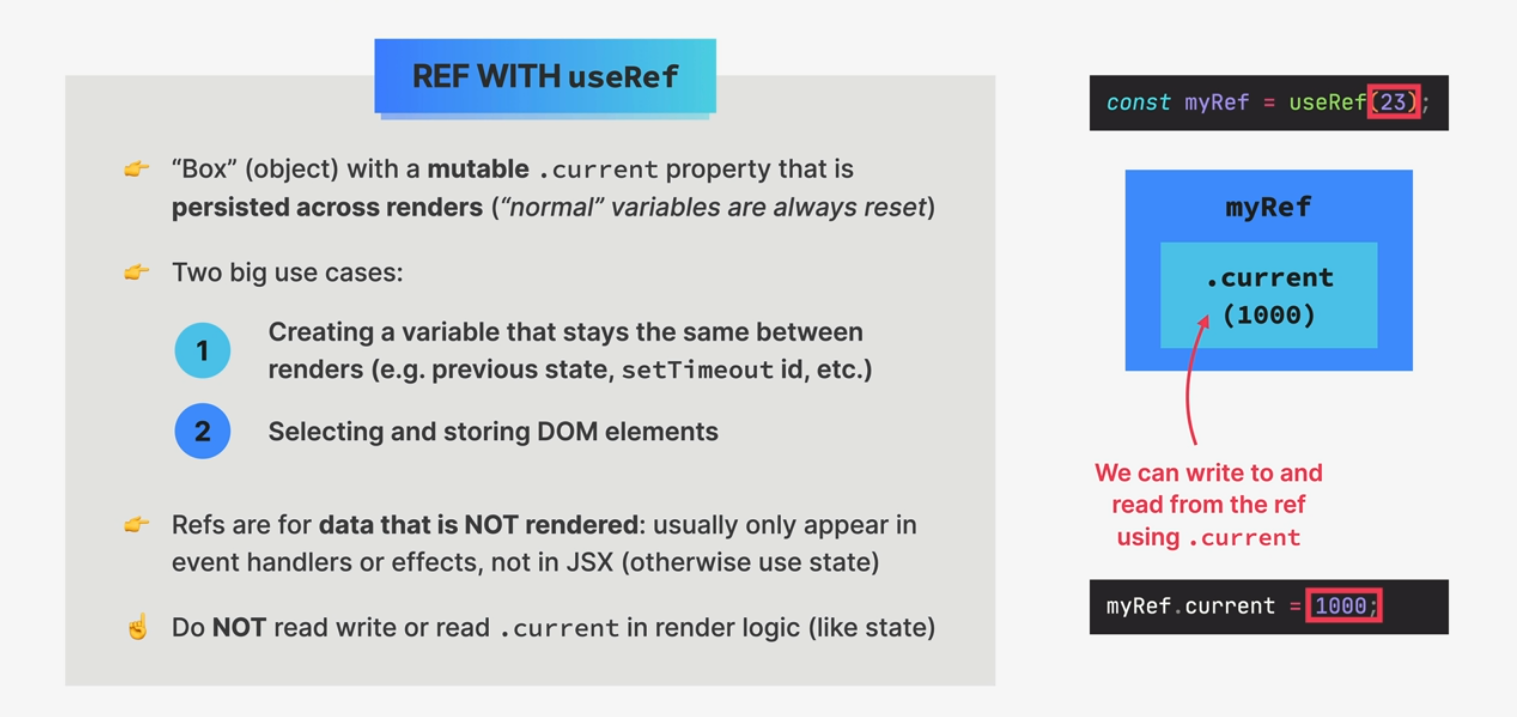 REF WITH useRef
“Box” (object) with a mutable .current property that is
persisted across renders (“normal” variables are always reset)
Two big use cases:
1
Creating a variable that stays the same between
renders (e.g. previous state, setTimeout id, etc.)
2
Selecting and storing DOM elements
Refs are for data that is NOT rendered: usually only appear in
event handlers or effects, not in JSX (otherwise use state)
Do NOT read write or read .current in render logic (like state)
const myRef = useRef(23);
myRef
.current
(1000)
We can write to and
read from the ref
using .current
myRef.current = 1000;